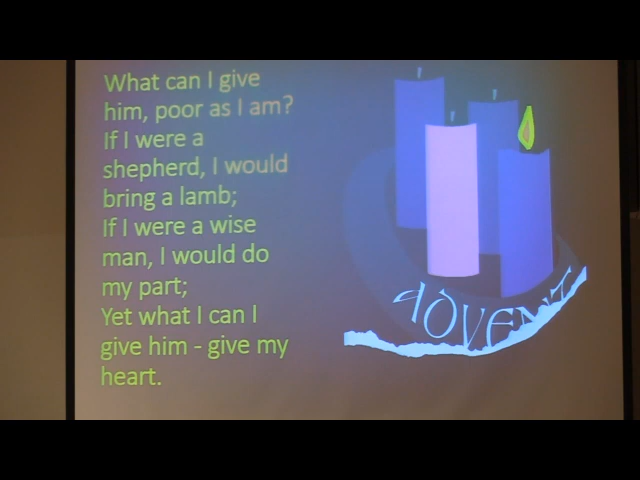 What can I give
him, poor as I am?
If I were a
shepherd, I would
bring a lamb;
If I were a wise
man, I would do
my part;
Yet what I can I
give him - give my
heart.
ADVENT